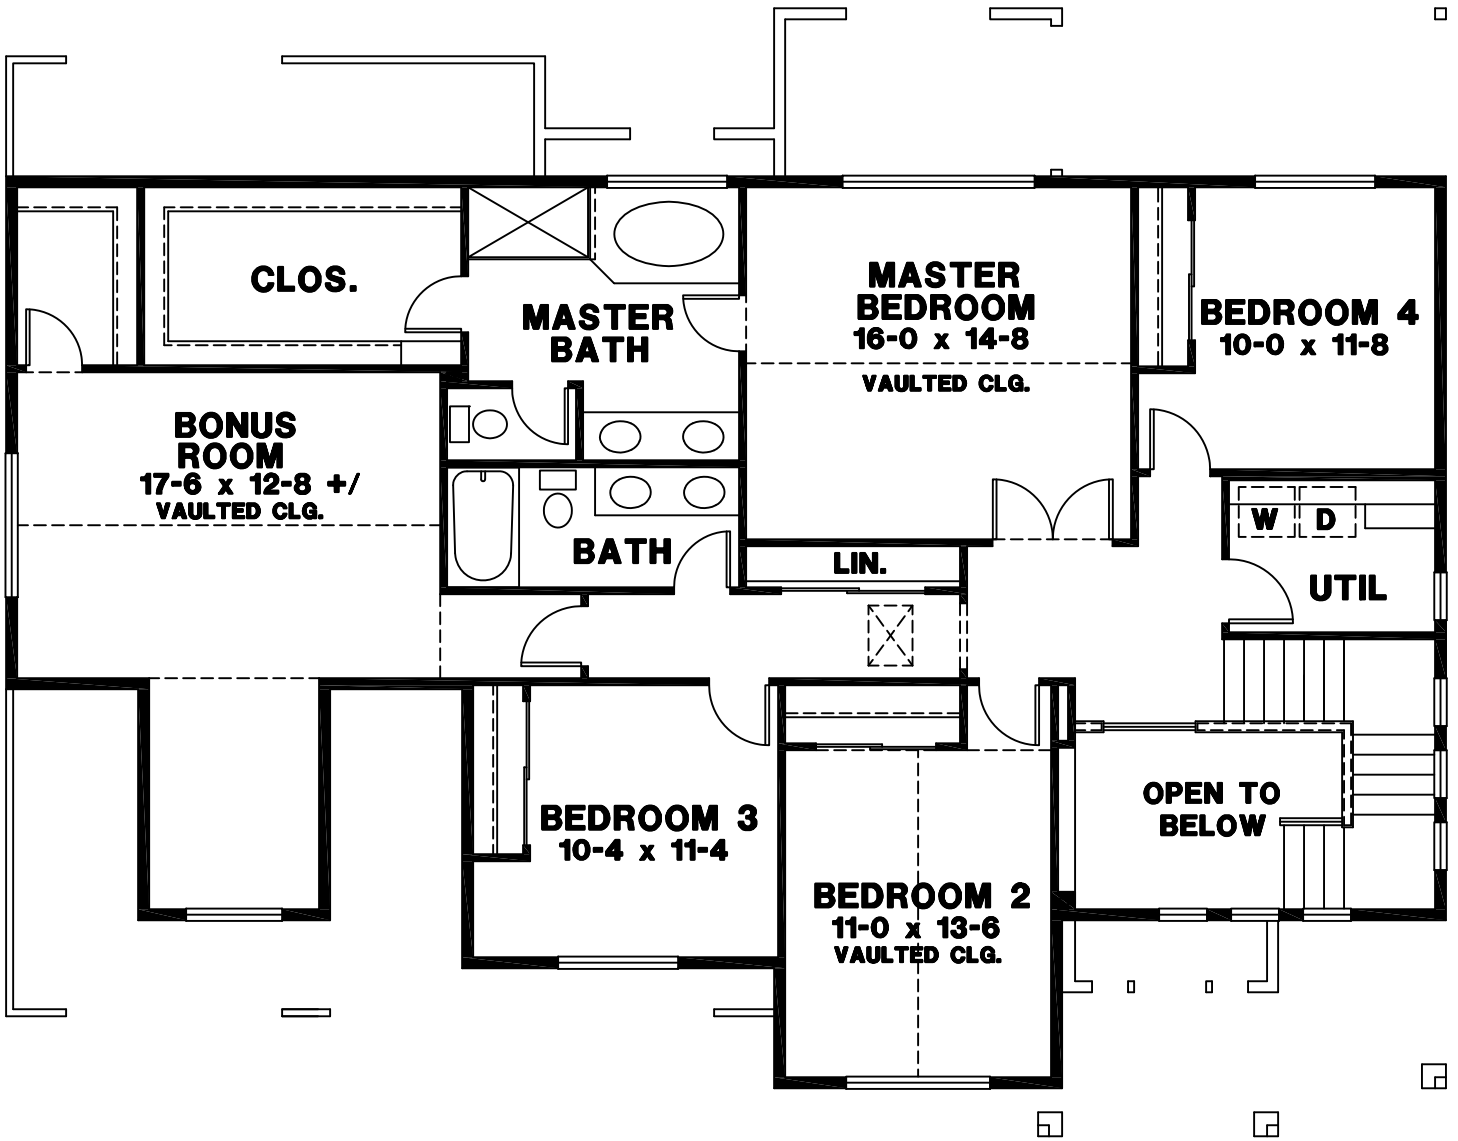 CLOS.
MASTER
BATH
MASTER
BEDROOM
16-0 x 14-8
VAULTED CLG.
BEDROOM 4
10-0 x 11-8
BONUS
ROOM
17-6 x 12-8 +/
VAULTED CLG.
BATH
LIN.
W D
UTIL
BEDROOM 3
10-4 x 11-4
BEDROOM 2
11-0 x 13-6
VAULTED CLG.
OPEN TO
BELOW